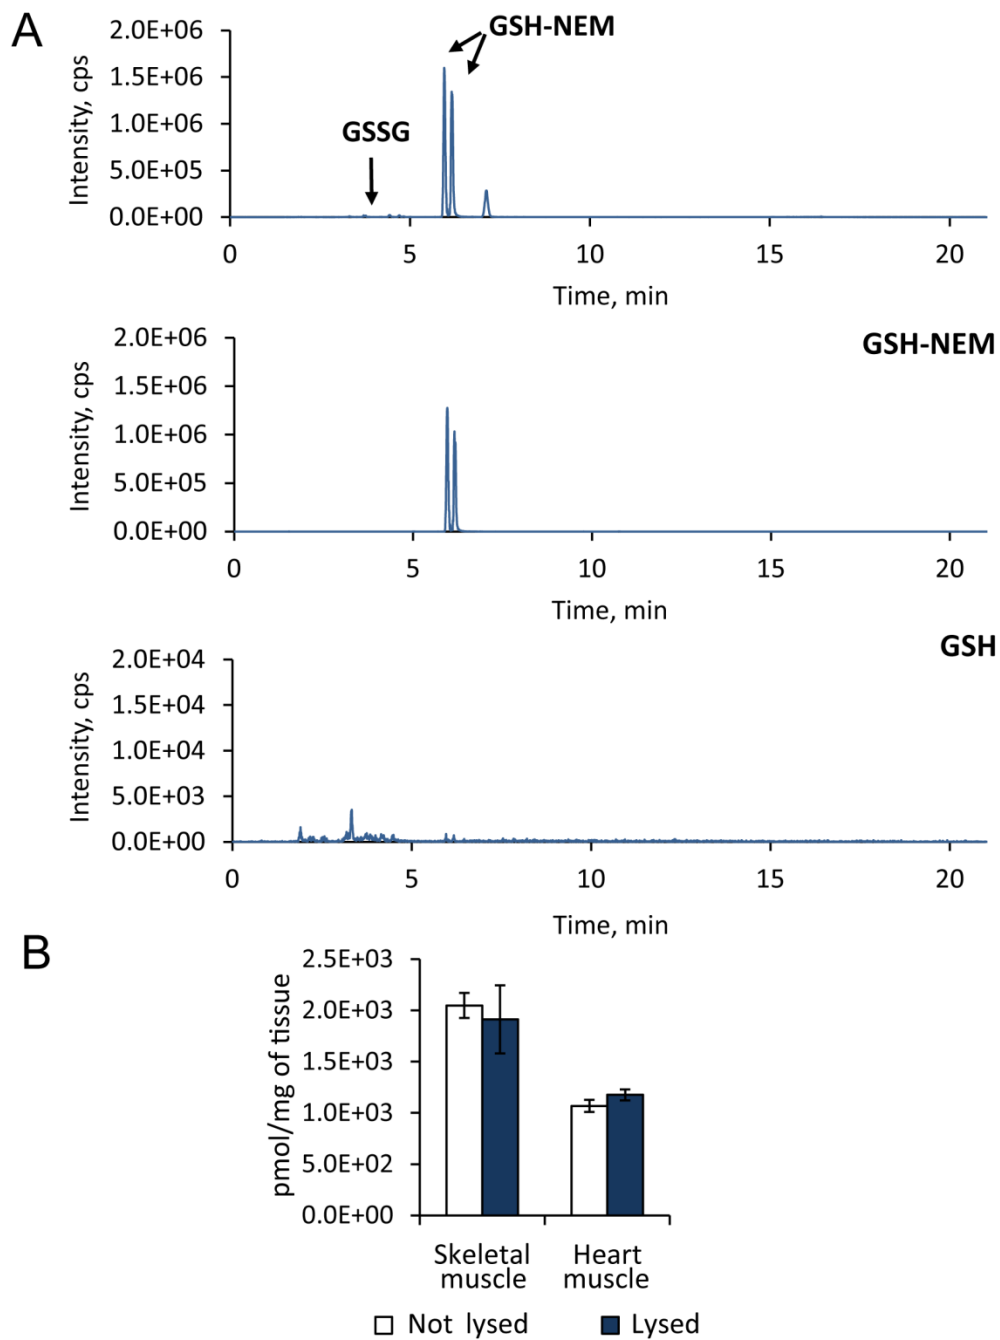 A
GSH-NEM
GSSG
Intensity, cps
2.0E+06
1.5E+06
1.0E+06
5.0E+05
0.0E+00
0 5 10 15 20
Time, min
GSH-NEM
Intensity, cps
2.0E+06
1.5E+06
1.0E+06
5.0E+05
0.0E+00
0 5 10 15 20
Time, min
GSH
Intensity, cps
2.0E+04
1.5E+04
1.0E+04
5.0E+03
0.0E+00
0 5 10 15 20
Time, min
B
pmol/mg of tissue
2.5E+03
2.0E+03
1.5E+03
1.0E+03
5.0E+02
0.0E+00
Skeletal muscle
Heart muscle
Not lysed
Lysed